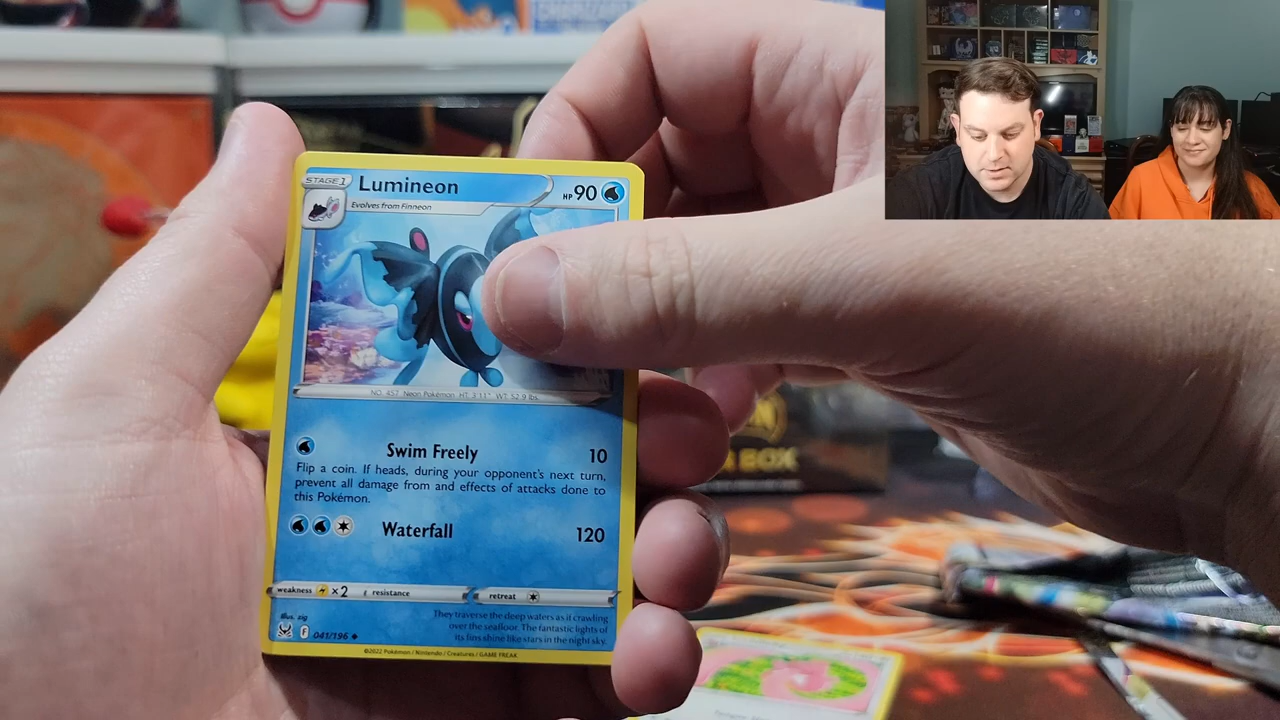 STAGE 1
Lumineon
HP 90
Evolves from Finneon
NO. 457 Neon Pokémon HT: 3'11" WT: 52.9 lbs.
Swim Freely 10
Flip a coin. If heads, during your opponent's next turn,
prevent all damage from and effects of attacks done to
this Pokémon.
Waterfall 120
weakness ×2 resistance retreat
Illus. zig
F 041/196
They traverse the deep waters as if crawling
over the seafloor. The fantastic lights of
its fins shine like stars in the night sky.
©2022 Pokémon / Nintendo / Creatures / GAME FREAK
BOX